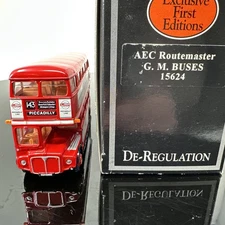 Exclusive
First
Editions
AEC Routemaster
G. M. BUSES
15624
DE-REGULATION
143
PICCADILLY